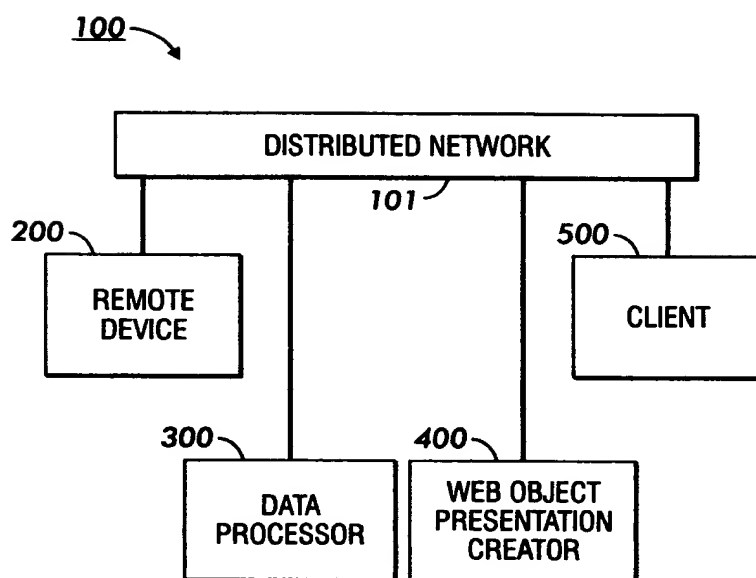 100
DISTRIBUTED NETWORK
101
200
REMOTE
DEVICE
500
CLIENT
300
DATA
PROCESSOR
400
WEB OBJECT
PRESENTATION
CREATOR